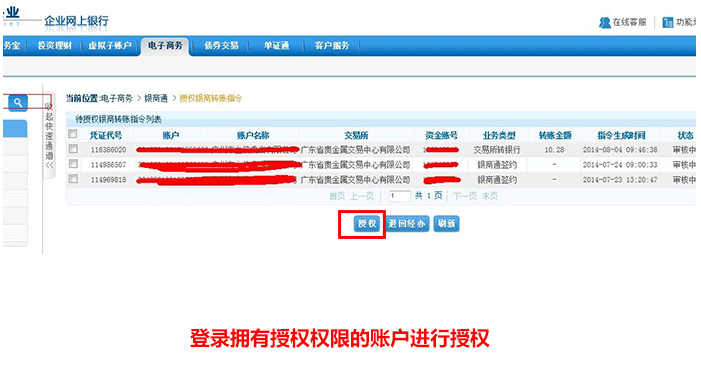 企业网上银行
在线客服
功能
务室 投资理财 虚拟子账户 电子商务 债券交易 单证通 客户服务
当前位置:电子商务 > 银商通 > 授权银商转账指令
收起快速通道
待授权银商转账指令列表
凭证代号 账户 账户名称 交易所 资金账号 业务类型 转账金额 指令生成时间 状态
116386020 广东省贵金属交易中心有限公司 交易所转银行 10.28 2014-08-04 09:46:36 审核中
114986507 广东省贵金属交易中心有限公司 银商通签约 - 2014-07-24 09:00:33 审核中
114969818 广东省贵金属交易中心有限公司 银商通签约 - 2014-07-23 13:20:47 审核中
首页 上一页 1 共 1 页 下一页 末页
授权 退回经办 刷新
登录拥有授权权限的账户进行授权